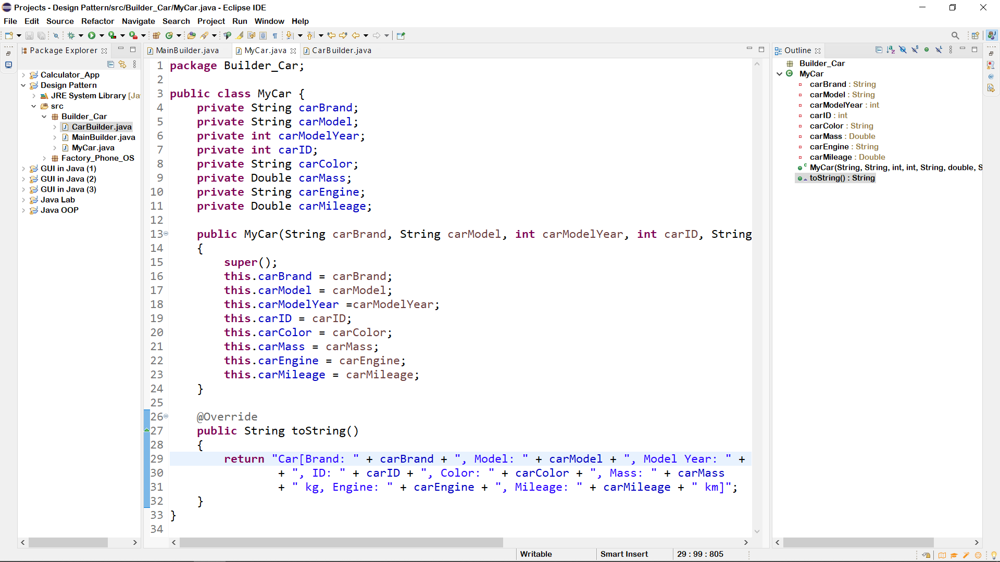 Projects - Design Pattern/src/Builder_Car/MyCar.java - Eclipse IDE
File Edit Source Refactor Navigate Search Project Run Window Help
Package Explorer
Calculator_App
Design Pattern
JRE System Library [Ja
src
Builder_Car
CarBuilder.java
MainBuilder.java
MyCar.java
Factory_Phone_OS
GUI in Java (1)
GUI in Java (2)
GUI in Java (3)
Java Lab
Java OOP
MainBuilder.java MyCar.java CarBuilder.java
1 package Builder_Car;
2
3 public class MyCar {
4 private String carBrand;
5 private String carModel;
6 private int carModelYear;
7 private int carID;
8 private String carColor;
9 private Double carMass;
10 private String carEngine;
11 private Double carMileage;
12
13 public MyCar(String carBrand, String carModel, int carModelYear, int carID, String
14 {
15 super();
16 this.carBrand = carBrand;
17 this.carModel = carModel;
18 this.carModelYear =carModelYear;
19 this.carID = carID;
20 this.carColor = carColor;
21 this.carMass = carMass;
22 this.carEngine = carEngine;
23 this.carMileage = carMileage;
24 }
25
26 @Override
27 public String toString()
28 {
29 return "Car[Brand: " + carBrand + ", Model: " + carModel + ", Model Year: " +
30 + ", ID: " + carID + ", Color: " + carColor + ", Mass: " + carMass
31 + " kg, Engine: " + carEngine + ", Mileage: " + carMileage + " km]";
32 }
33 }
34
Outline
Builder_Car
MyCar
carBrand : String
carModel : String
carModelYear : int
carID : int
carColor : String
carMass : Double
carEngine : String
carMileage : Double
MyCar(String, String, int, int, String, double, S
toString() : String
Writable Smart Insert 29 : 99 : 805